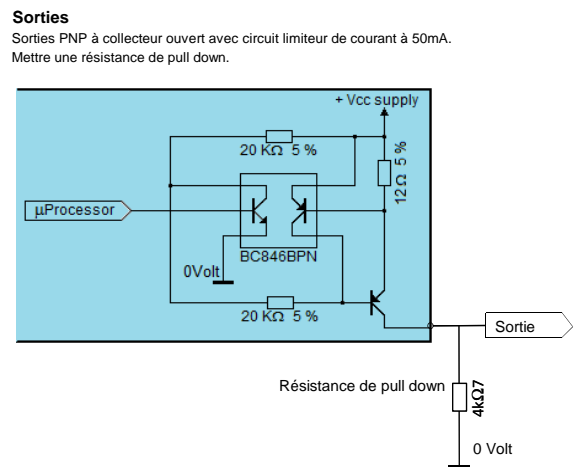 Sorties
Sorties PNP à collecteur ouvert avec circuit limiteur de courant à 50mA.
Mettre une résistance de pull down.
+ Vcc supply
20 KΩ 5 %
12 Ω 5 %
µProcessor
BC846BPN
0Volt
20 KΩ 5 %
Sortie
Résistance de pull down
4kΩ7
0 Volt